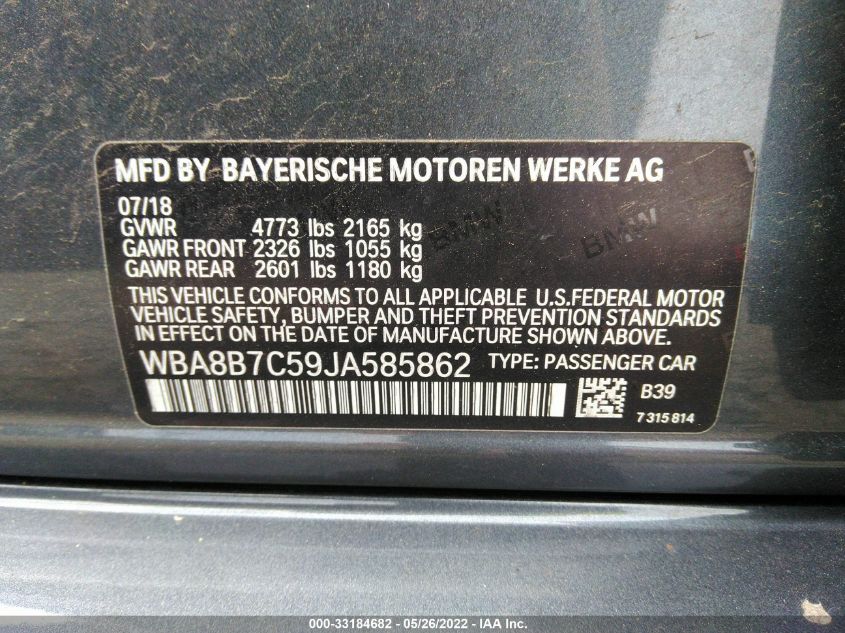 MFD BY BAYERISCHE MOTOREN WERKE AG
07/18
GVWR 4773 lbs 2165 kg
GAWR FRONT 2326 lbs 1055 kg
GAWR REAR 2601 lbs 1180 kg
BMW BMW
THIS VEHICLE CONFORMS TO ALL APPLICABLE U.S.FEDERAL MOTOR
VEHICLE SAFETY, BUMPER AND THEFT PREVENTION STANDARDS
IN EFFECT ON THE DATE OF MANUFACTURE SHOWN ABOVE.
WBA8B7C59JA585862 TYPE: PASSENGER CAR
B39
7 315 814
000-33184682 - 05/26/2022 - IAA Inc.